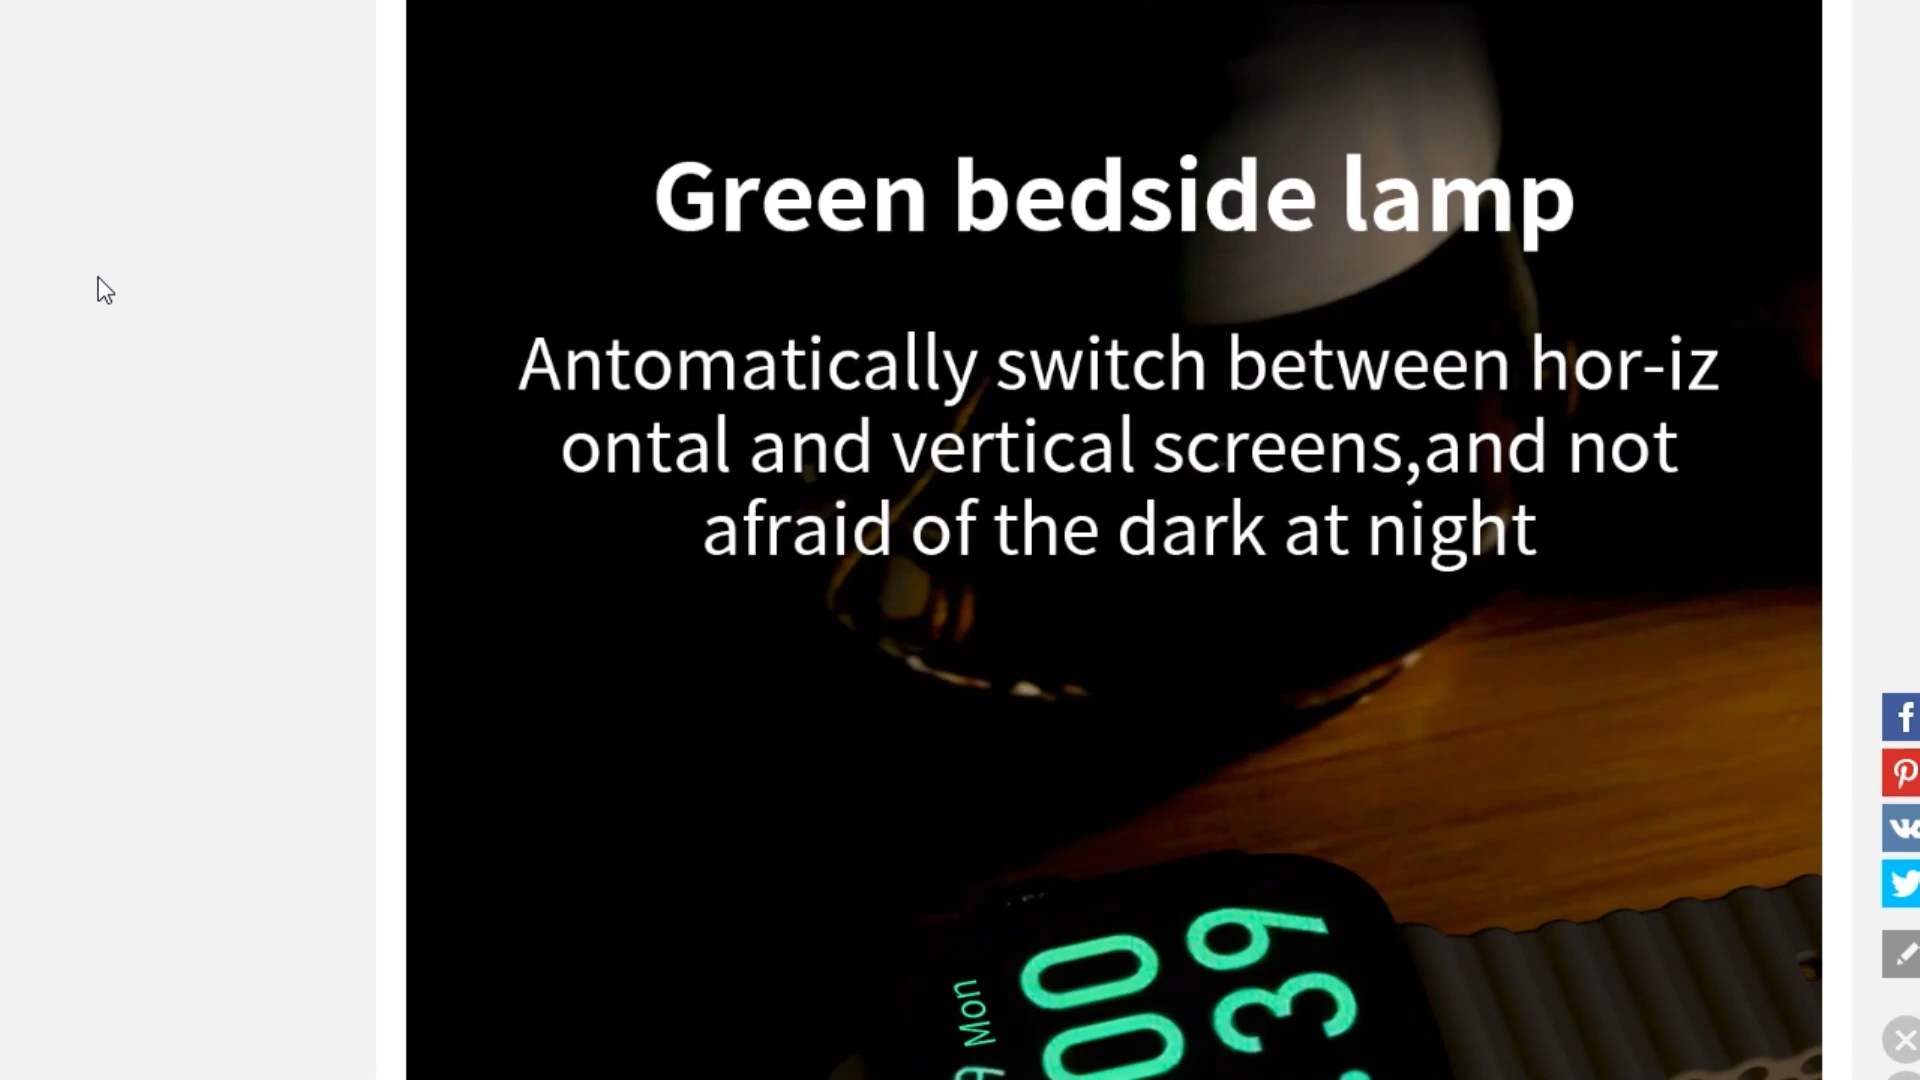 Green bedside lamp
Antomatically switch between hor-iz
ontal and vertical screens,and not
afraid of the dark at night
Mon
00
39